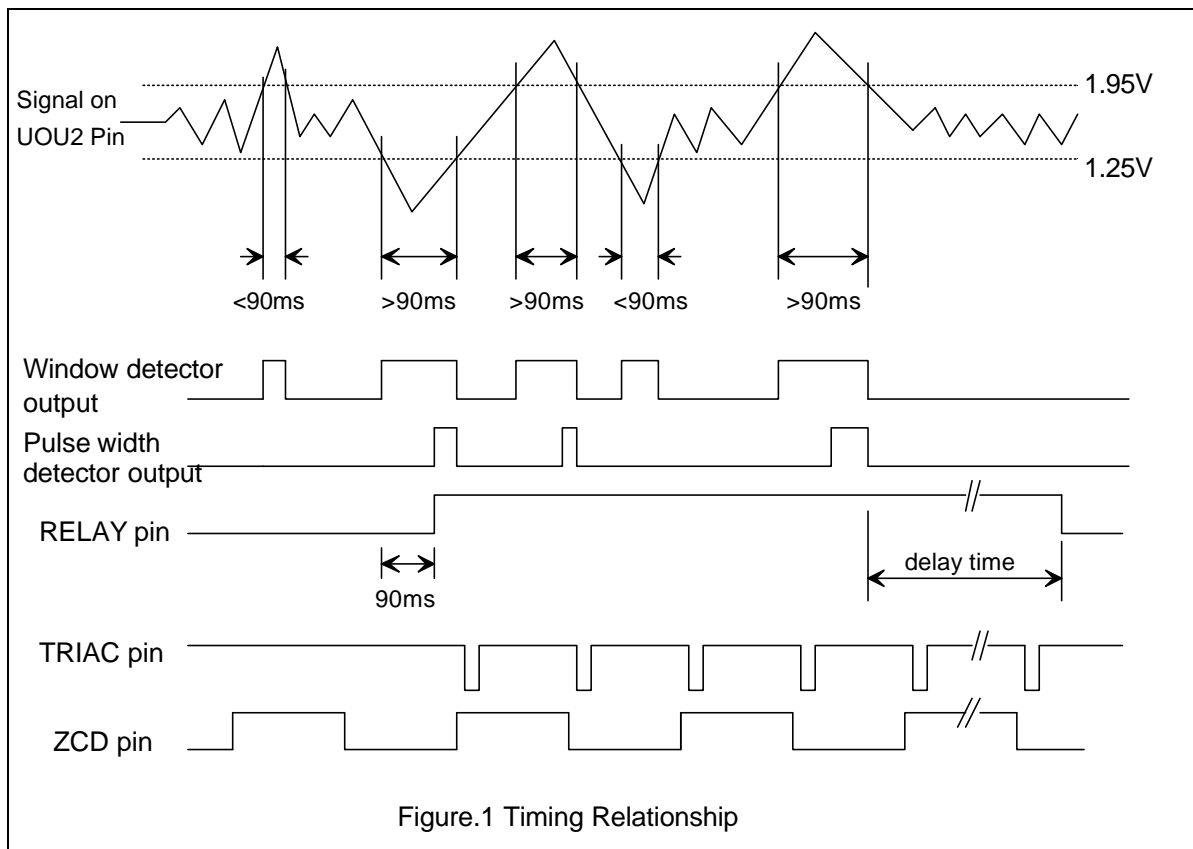 1.95V
Signal on
UOU2 Pin
1.25V
<90ms >90ms >90ms <90ms >90ms
Window detector
output
Pulse width
detector output
RELAY pin
delay time
90ms
TRIAC pin
ZCD pin
Figure.1 Timing Relationship